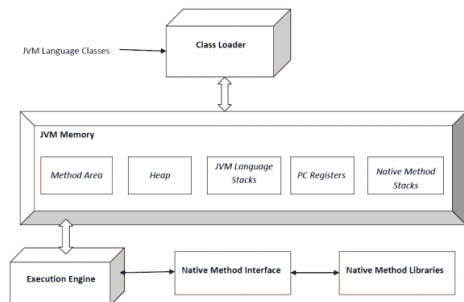 Class Loader
JVM Language Classes
JVM Memory
Method Area
Heap
JVM Language
Stacks
PC Registers
Native Method
Stacks
Execution Engine
Native Method Interface
Native Method Libraries